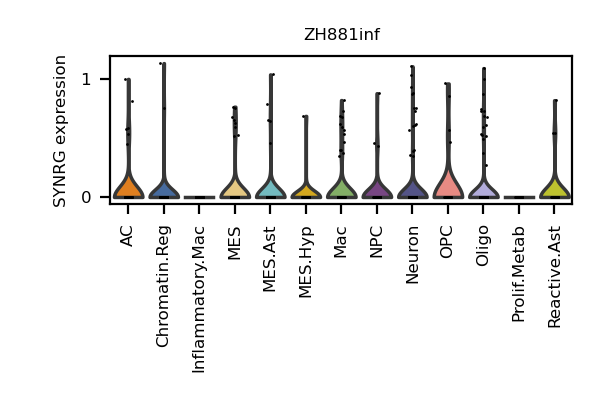 ZH881inf
SYNRG expression
1
0
AC
Chromatin.Reg
Inflammatory.Mac
MES
MES.Ast
MES.Hyp
Mac
NPC
Neuron
OPC
Oligo
Prolif.Metab
Reactive.Ast